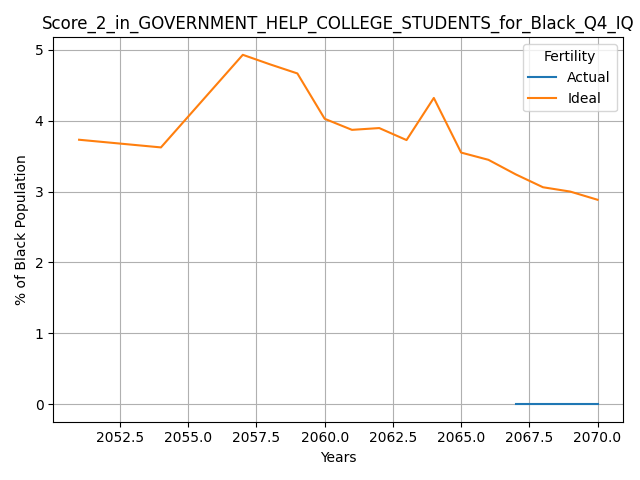 Score_2_in_GOVERNMENT_HELP_COLLEGE_STUDENTS_for_Black_Q4_IQ
5
4
3
2
1
0
% of Black Population
Fertility
Actual
Ideal
2052.5 2055.0 2057.5 2060.0 2062.5 2065.0 2067.5 2070.0
Years